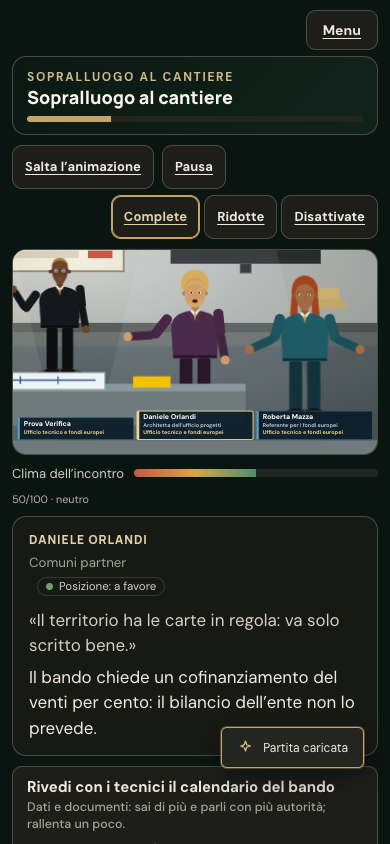 Menu
SOPRALLUOGO AL CANTIERE
Sopralluogo al cantiere
Salta l’animazione
Pausa
Complete
Ridotte
Disattivate
Prova Verifica
Ufficio tecnico e fondi europei
Daniele Orlandi
Architetta dell'ufficio progetti
Ufficio tecnico e fondi europei
Roberta Mazza
Referente per i fondi europei
Ufficio tecnico e fondi europei
Clima dell’incontro
50/100 · neutro
DANIELE ORLANDI
Comuni partner
Posizione: a favore
«Il territorio ha le carte in regola: va solo
scritto bene.»
Il bando chiede un cofinanziamento del
venti per cento: il bilancio dell’ente non lo
prevede.
Partita caricata
Rivedi con i tecnici il calendario del bando
Dati e documenti: sai di più e parli con più autorità;
rallenta un poco.